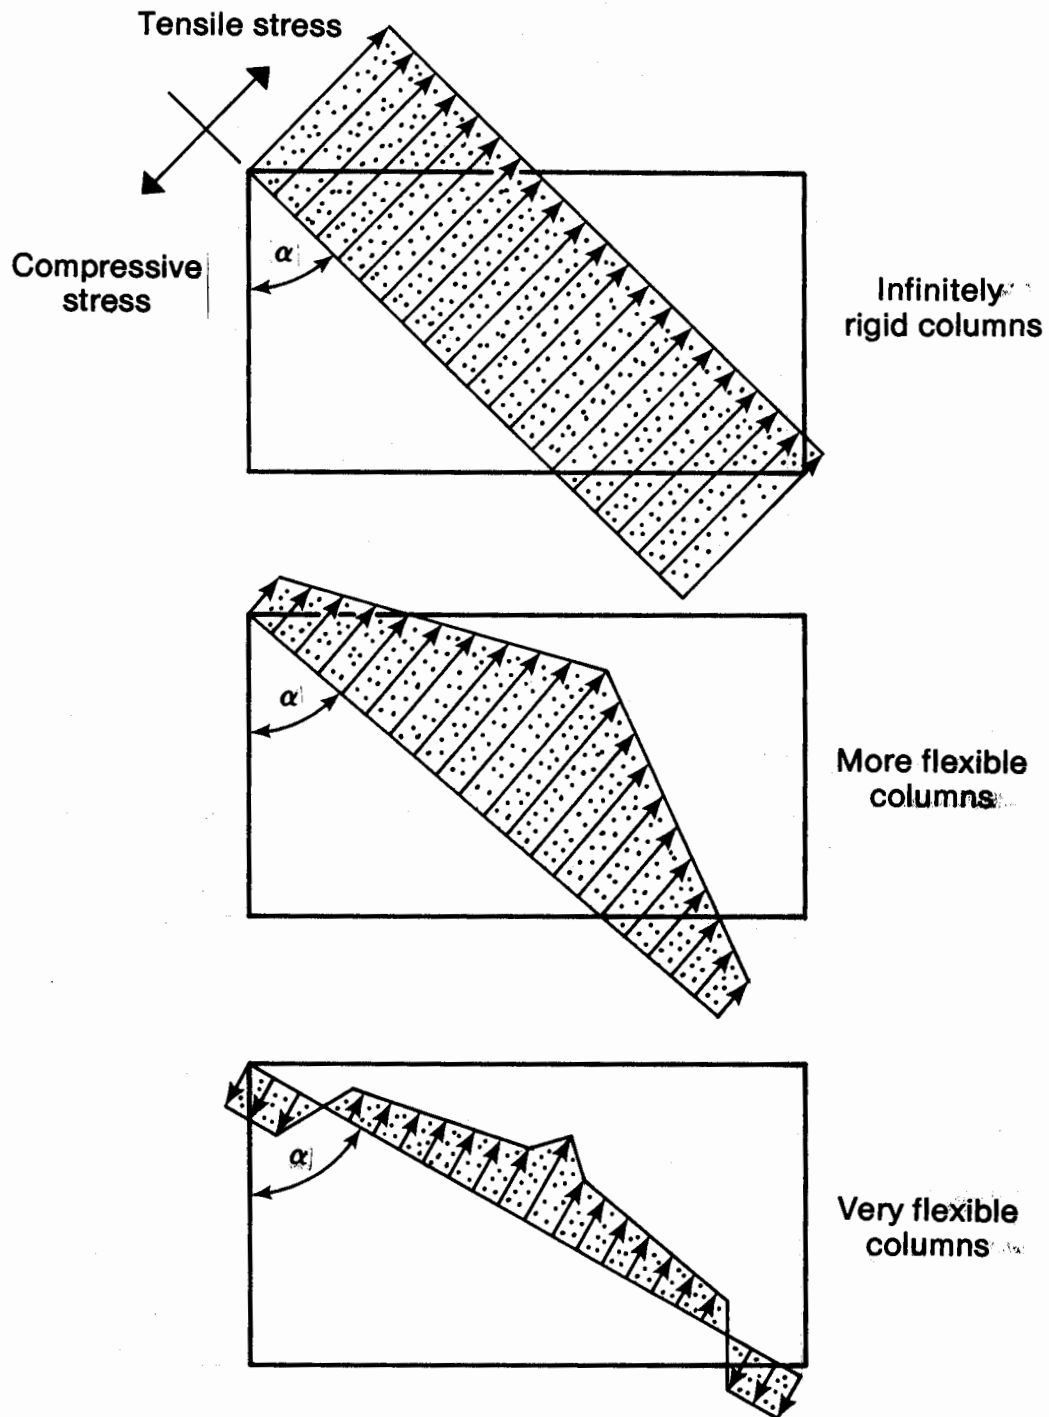 Tensile stress
Compressive
stress
α
Infinitely
rigid columns
α
More flexible
columns
α
Very flexible
columns